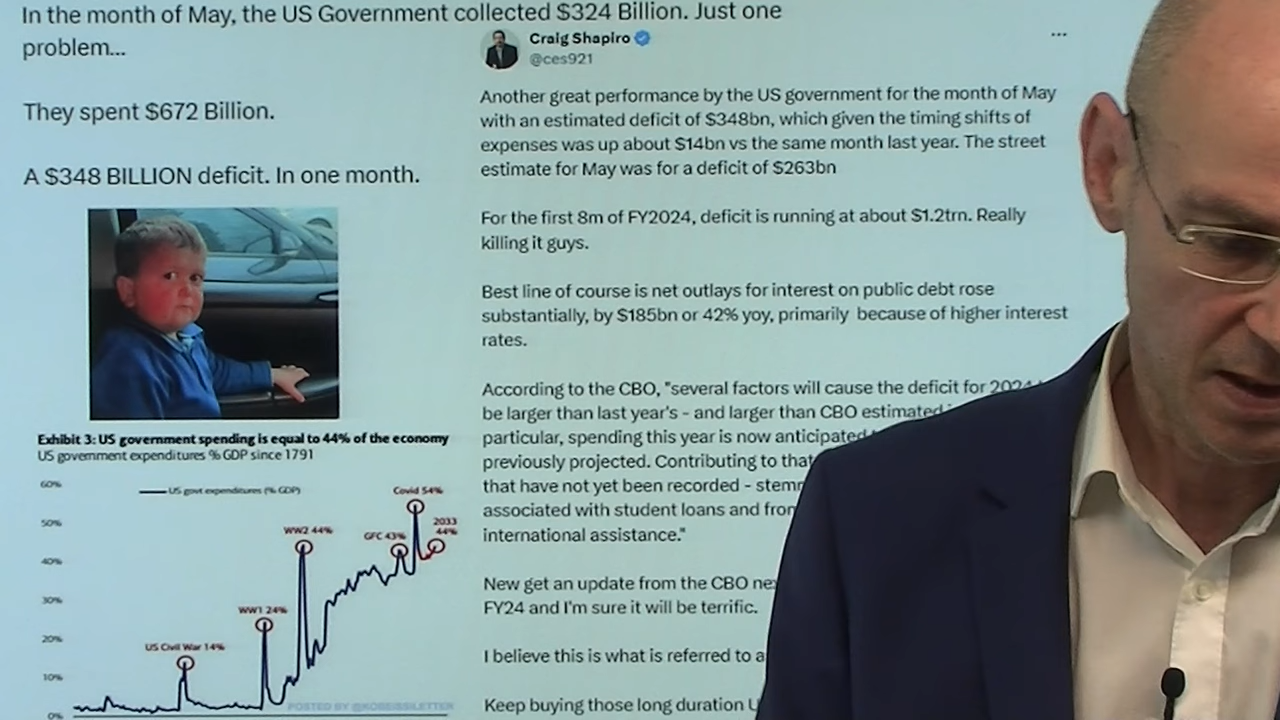 In the month of May, the US Government collected $324 Billion. Just one
problem...
They spent $672 Billion.
A $348 BILLION deficit. In one month.
Exhibit 3: US government spending is equal to 44% of the economy
US government expenditures % GDP since 1791
60%
50%
40%
30%
20%
10%
0%
US govt expenditures (% GDP)
US Civil War 14%
WW1 24%
WW2 44%
GFC 43%
Covid 54%
2033
44%
POSTED BY @KOBEISSILETTER
Craig Shapiro
@ces921
...
Another great performance by the US government for the month of May
with an estimated deficit of $348bn, which given the timing shifts of
expenses was up about $14bn vs the same month last year. The street
estimate for May was for a deficit of $263bn
For the first 8m of FY2024, deficit is running at about $1.2trn. Really
killing it guys.
Best line of course is net outlays for interest on public debt rose
substantially, by $185bn or 42% yoy, primarily because of higher interest
rates.
According to the CBO, "several factors will cause the deficit for 2024
be larger than last year's - and larger than CBO estimated
particular, spending this year is now anticipated
previously projected. Contributing to that
that have not yet been recorded - stem
associated with student loans and from
international assistance."
New get an update from the CBO ne
FY24 and I'm sure it will be terrific.
I believe this is what is referred to a
Keep buying those long duration U